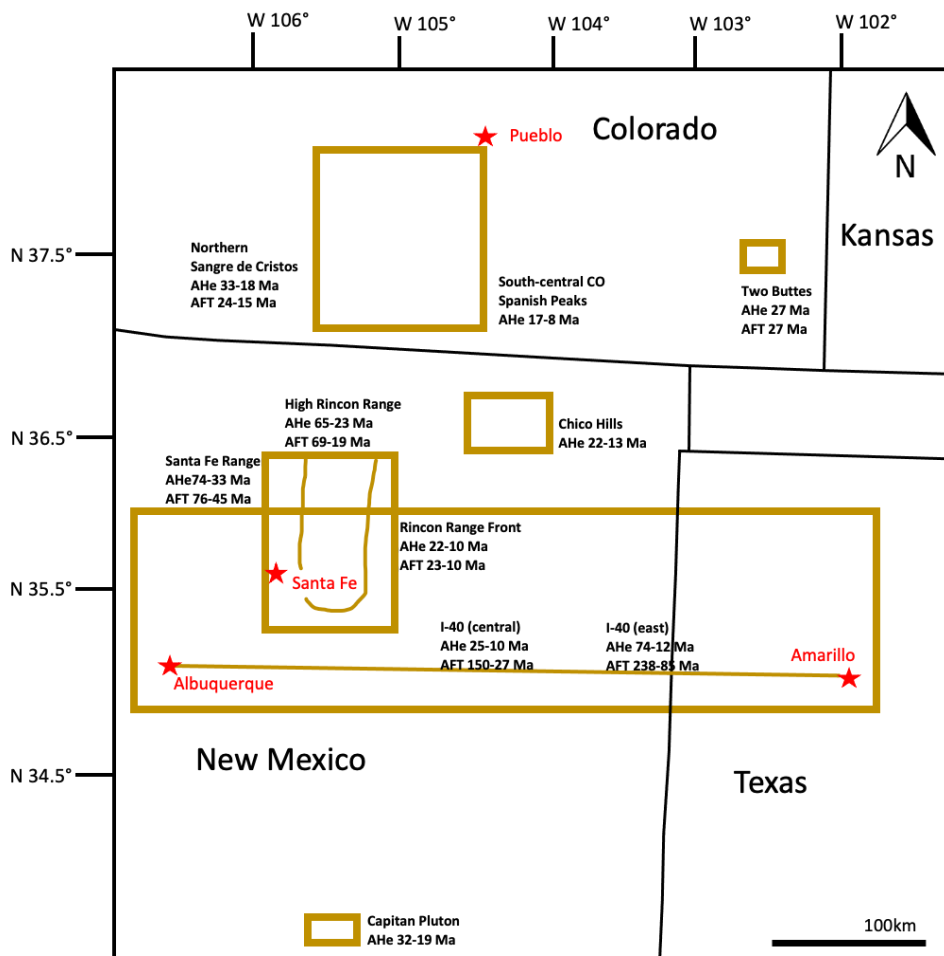 W 106°
W 105°
W 104°
W 103°
W 102°
Pueblo
Colorado
N
Kansas
N 37.5°
Northern
Sangre de Cristos
AHe 33-18 Ma
AFT 24-15 Ma
South-central CO
Spanish Peaks
AHe 17-8 Ma
Two Buttes
AHe 27 Ma
AFT 27 Ma
N 36.5°
High Rincon Range
AHe 65-23 Ma
AFT 69-19 Ma
Chico Hills
AHe 22-13 Ma
Santa Fe Range
AHe74-33 Ma
AFT 76-45 Ma
Rincon Range Front
AHe 22-10 Ma
AFT 23-10 Ma
N 35.5°
Santa Fe
I-40 (central)
AHe 25-10 Ma
AFT 150-27 Ma
I-40 (east)
AHe 74-12 Ma
AFT 238-85 Ma
Amarillo
Albuquerque
New Mexico
N 34.5°
Texas
Capitan Pluton
AHe 32-19 Ma
100km